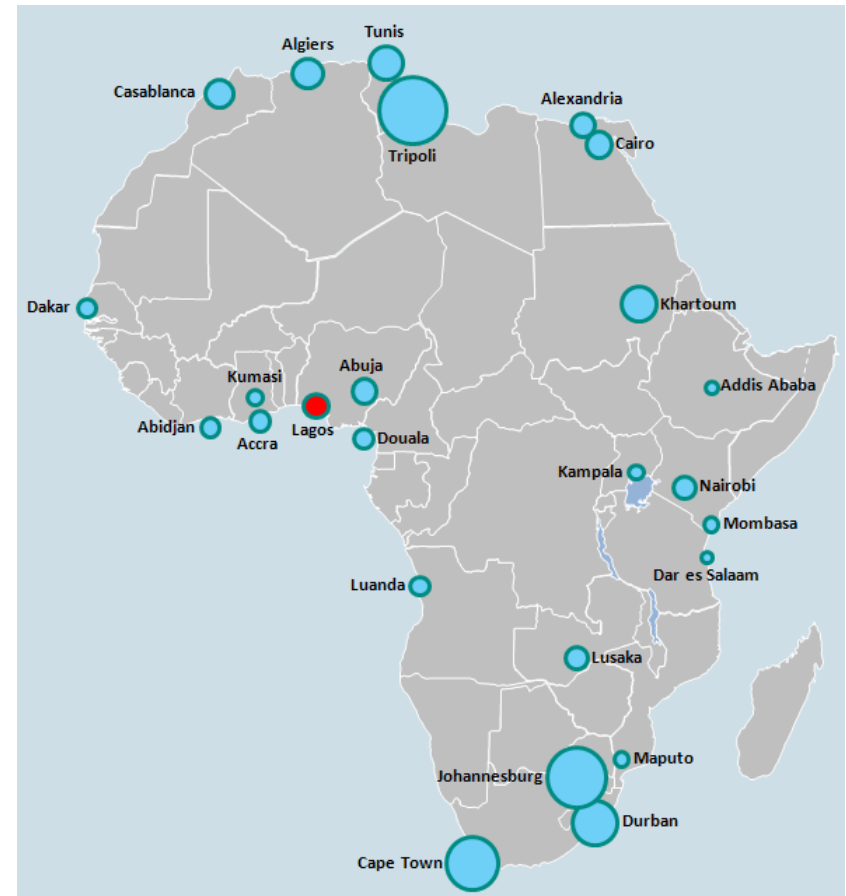 Tunis
Algiers
Casablanca
Alexandria
Cairo
Tripoli
Dakar
Khartoum
Abuja
Kumasi
Addis Ababa
Abidjan
Accra
Lagos
Douala
Kampala
Nairobi
Mombasa
Dar es Salaam
Luanda
Lusaka
Maputo
Johannesburg
Durban
Cape Town